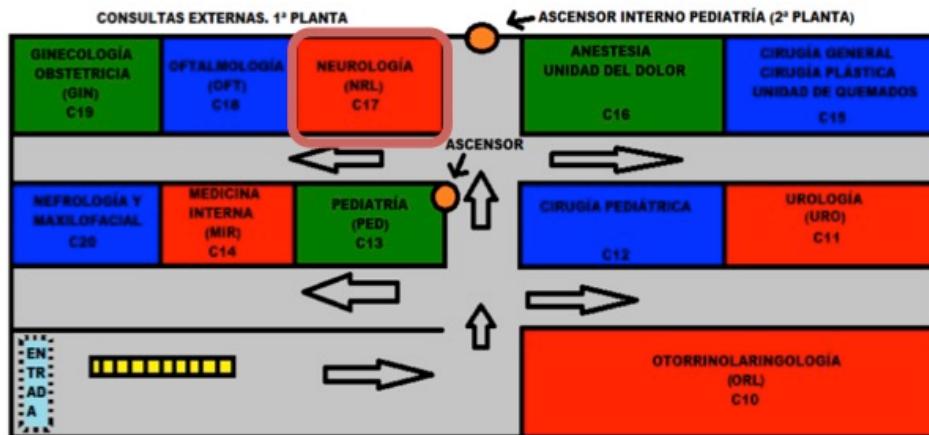 CONSULTAS EXTERNAS. 1ª PLANTA
ASCENSOR INTERNO PEDIATRÍA (2ª PLANTA)
GINECOLOGÍA
OBSTETRICIA
(GIN)
C19
OFTALMOLOGÍA
(OFT)
C18
NEUROLOGÍA
(NRL)
C17
ANESTESIA
UNIDAD DEL DOLOR
C16
CIRUGÍA GENERAL
CIRUGÍA PLÁSTICA
UNIDAD DE QUEMADOS
C15
ASCENSOR
NEFROLOGÍA Y
MAXILOFACIAL
C20
MEDICINA
INTERNA
(MIR)
C14
PEDIATRÍA
(PED)
C13
CIRUGÍA PEDIÁTRICA
C12
UROLOGÍA
(URO)
C11
EN
TR
AD
A
OTORRINOLARINGOLOGÍA
(ORL)
C10